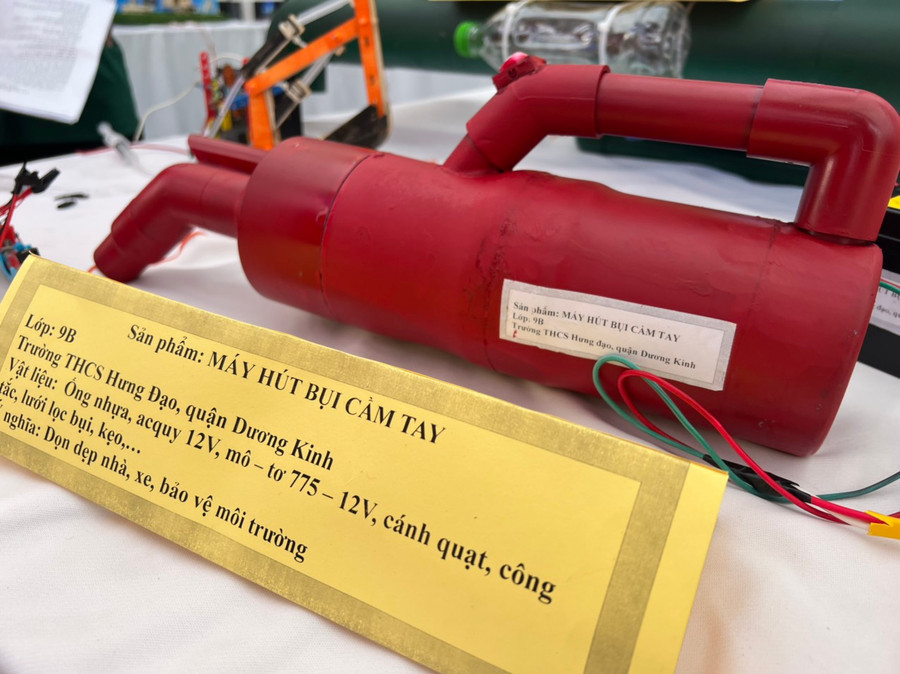 Sản phẩm: MÁY HÚT BỤI CẦM TAY
Lớp: 9B
Trường THCS Hưng Đạo, quận Dương Kinh
Vật liệu: Ống nhựa, acquy 12V, mô – tơ 775 – 12V, cánh quạt, công
tắc, lưới lọc bụi, kẹo,...
nghĩa: Dọn dẹp nhà, xe, bảo vệ môi trường
Sản phẩm: MÁY HÚT BỤI CẦM TAY
Lớp: 9B
Trường THCS Hưng đạo, quận Dương Kinh